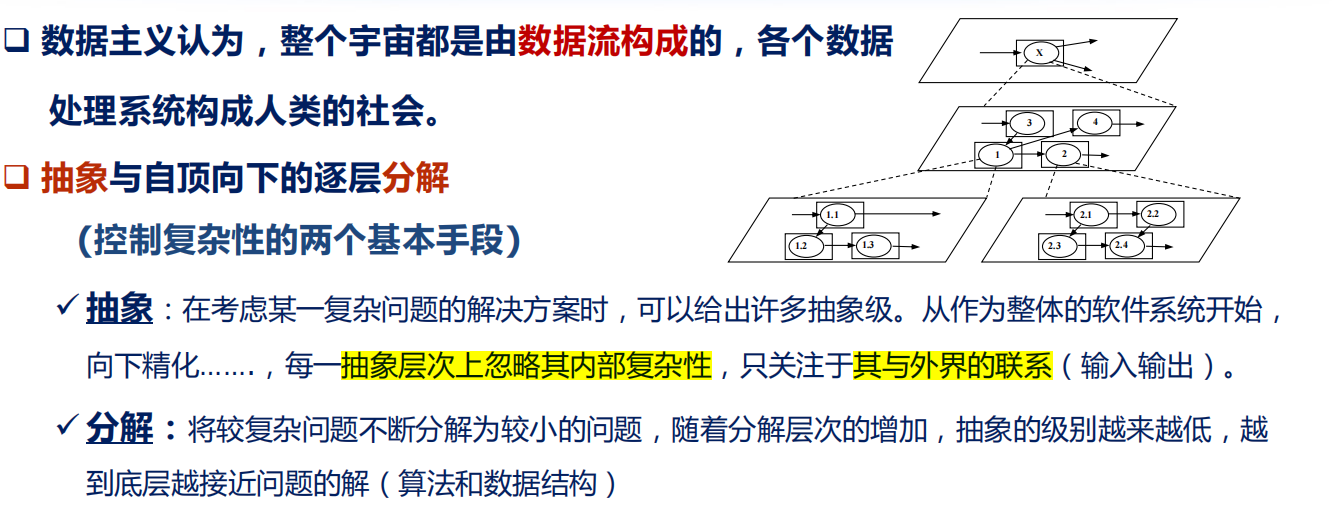 数据主义认为，整个宇宙都是由数据流构成的，各个数据
处理系统构成人类的社会。
抽象与自顶向下的逐层分解
(控制复杂性的两个基本手段)
抽象：在考虑某一复杂问题的解决方案时，可以给出许多抽象级。从作为整体的软件系统开始，
向下精化…….，每一抽象层次上忽略其内部复杂性，只关注于其与外界的联系（输入输出）。
分解：将较复杂问题不断分解为较小的问题，随着分解层次的增加，抽象的级别越来越低，越
到底层越接近问题的解（算法和数据结构）
X
3 4
1 2
1.1
1.2 1.3
2.1 2.2
2.3 2.4